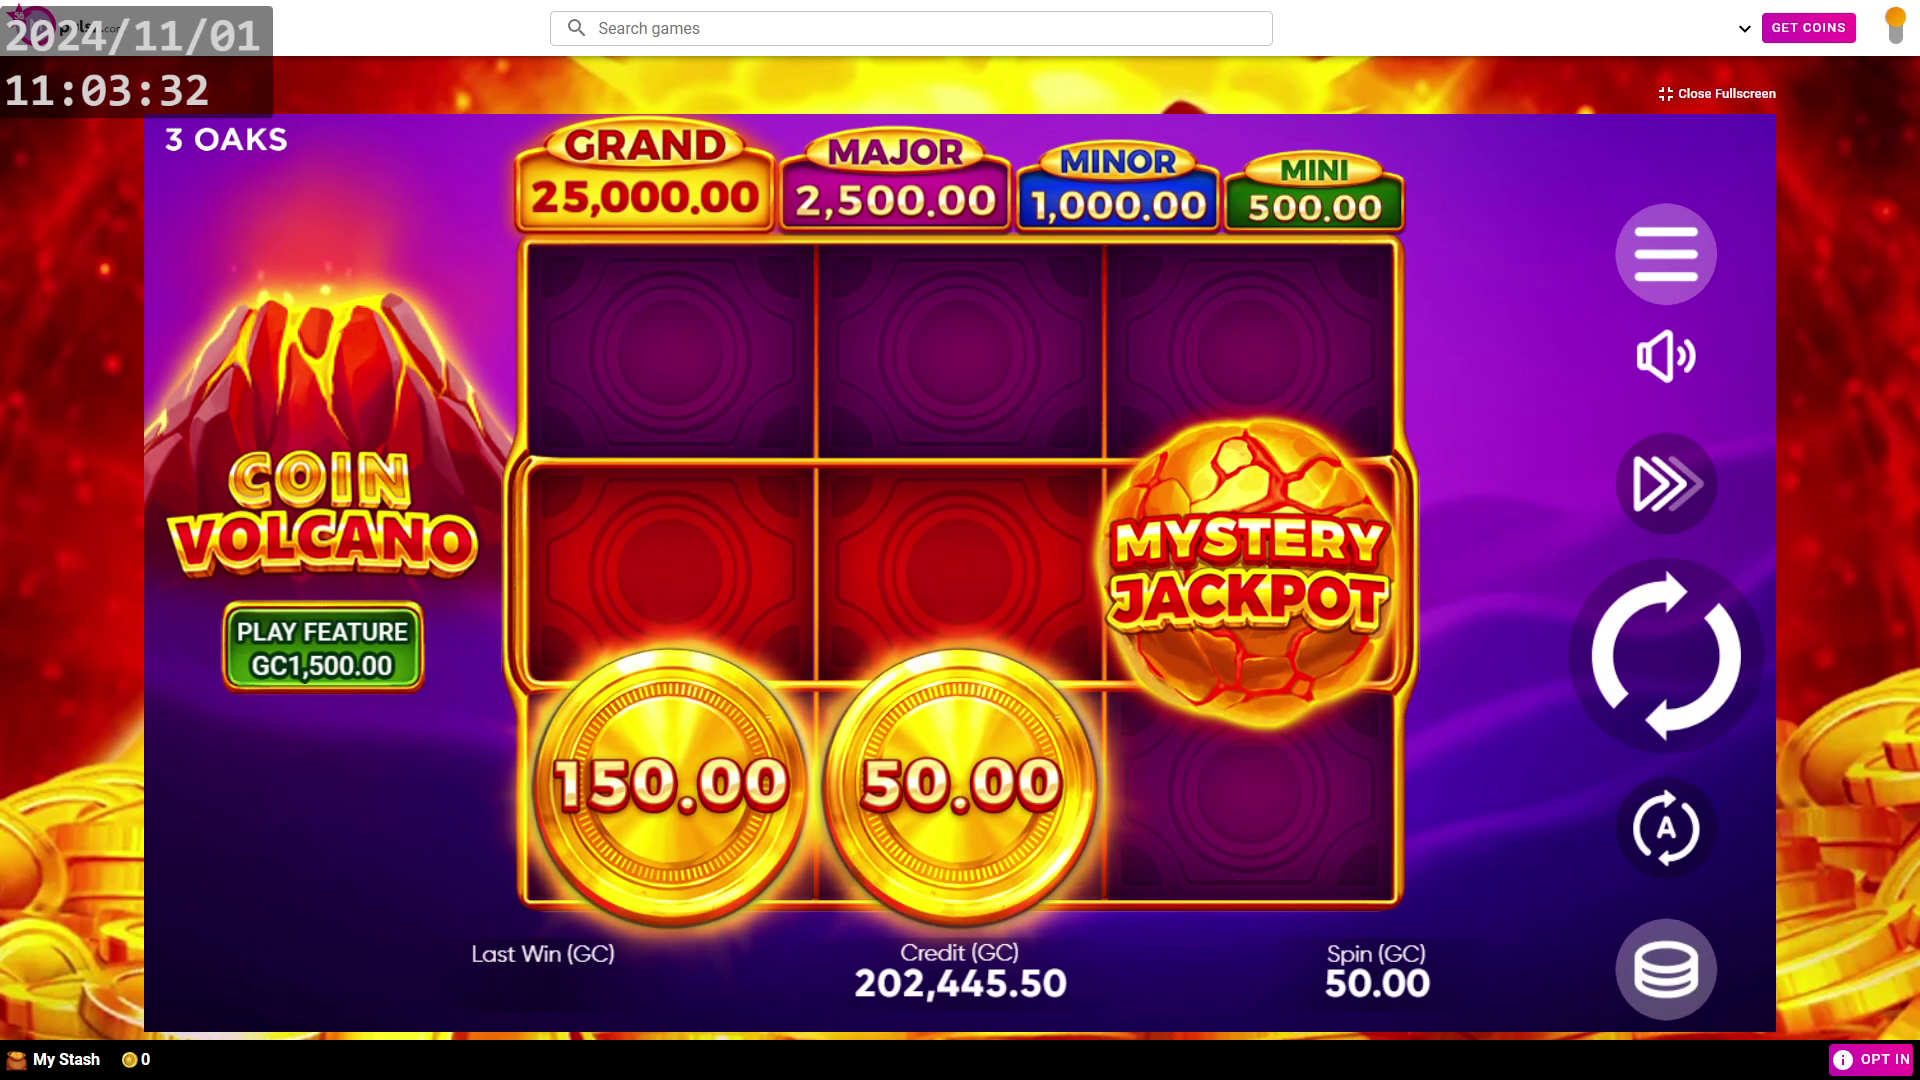 2024/11/01
11:03:32
Search games
GET COINS
Close Fullscreen
3 OAKS
GRAND
25,000.00
MAJOR
2,500.00
MINOR
1,000.00
MINI
500.00
COIN
VOLCANO
PLAY FEATURE
GC1,500.00
MYSTERY
JACKPOT
150.00
50.00
A
Last Win (GC)
Credit (GC)
202,445.50
Spin (GC)
50.00
My Stash
0
OPT IN